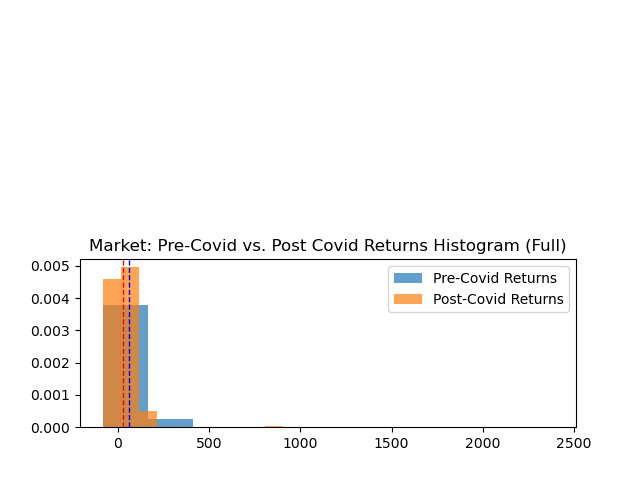 Market: Pre-Covid vs. Post Covid Returns Histogram (Full)
0.005
0.004
0.003
0.002
0.001
0.000
Pre-Covid Returns
Post-Covid Returns
0 500 1000 1500 2000 2500